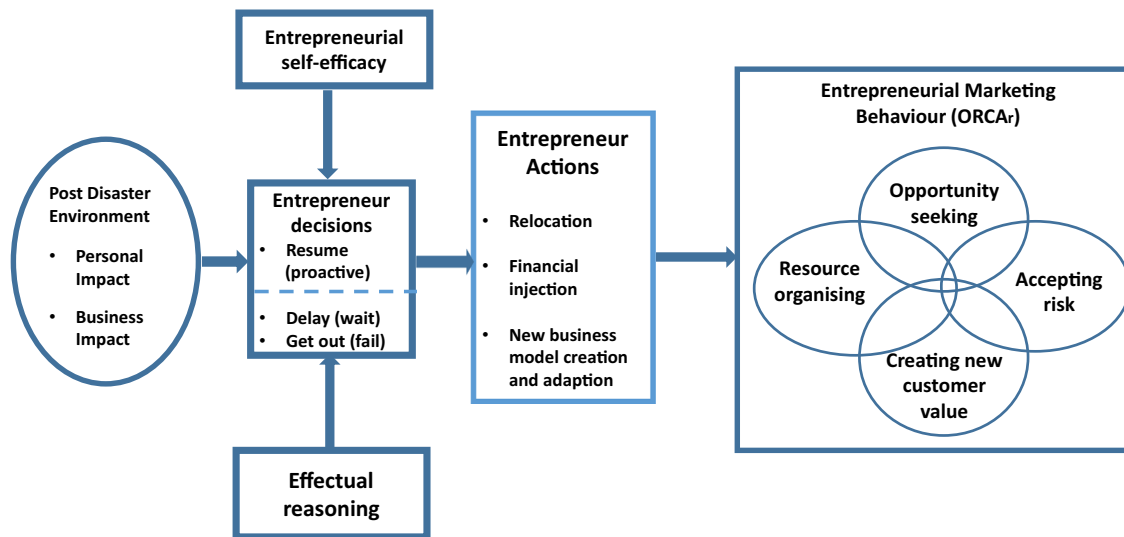 Entrepreneurial
self-efficacy
Post Disaster
Environment
• Personal
Impact
• Business
Impact
Entrepreneur
decisions
• Resume
(proactive)
• Delay (wait)
• Get out (fail)
Effectual
reasoning
Entrepreneur
Actions
• Relocation
• Financial
injection
• New business
model creation
and adaption
Entrepreneurial Marketing
Behaviour (ORCAr)
Opportunity
seeking
Resource
organising
Accepting
risk
Creating new
customer
value